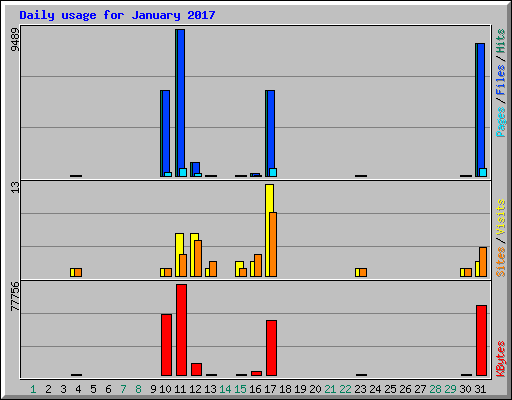 Daily usage for January 2017
9489
13
77756
Pages / Files / Hits
Sites / Visits
KBytes
1 2 3 4 5 6 7 8 9 10 11 12 13 14 15 16 17 18 19 20 21 22 23 24 25 26 27 28 29 30 31